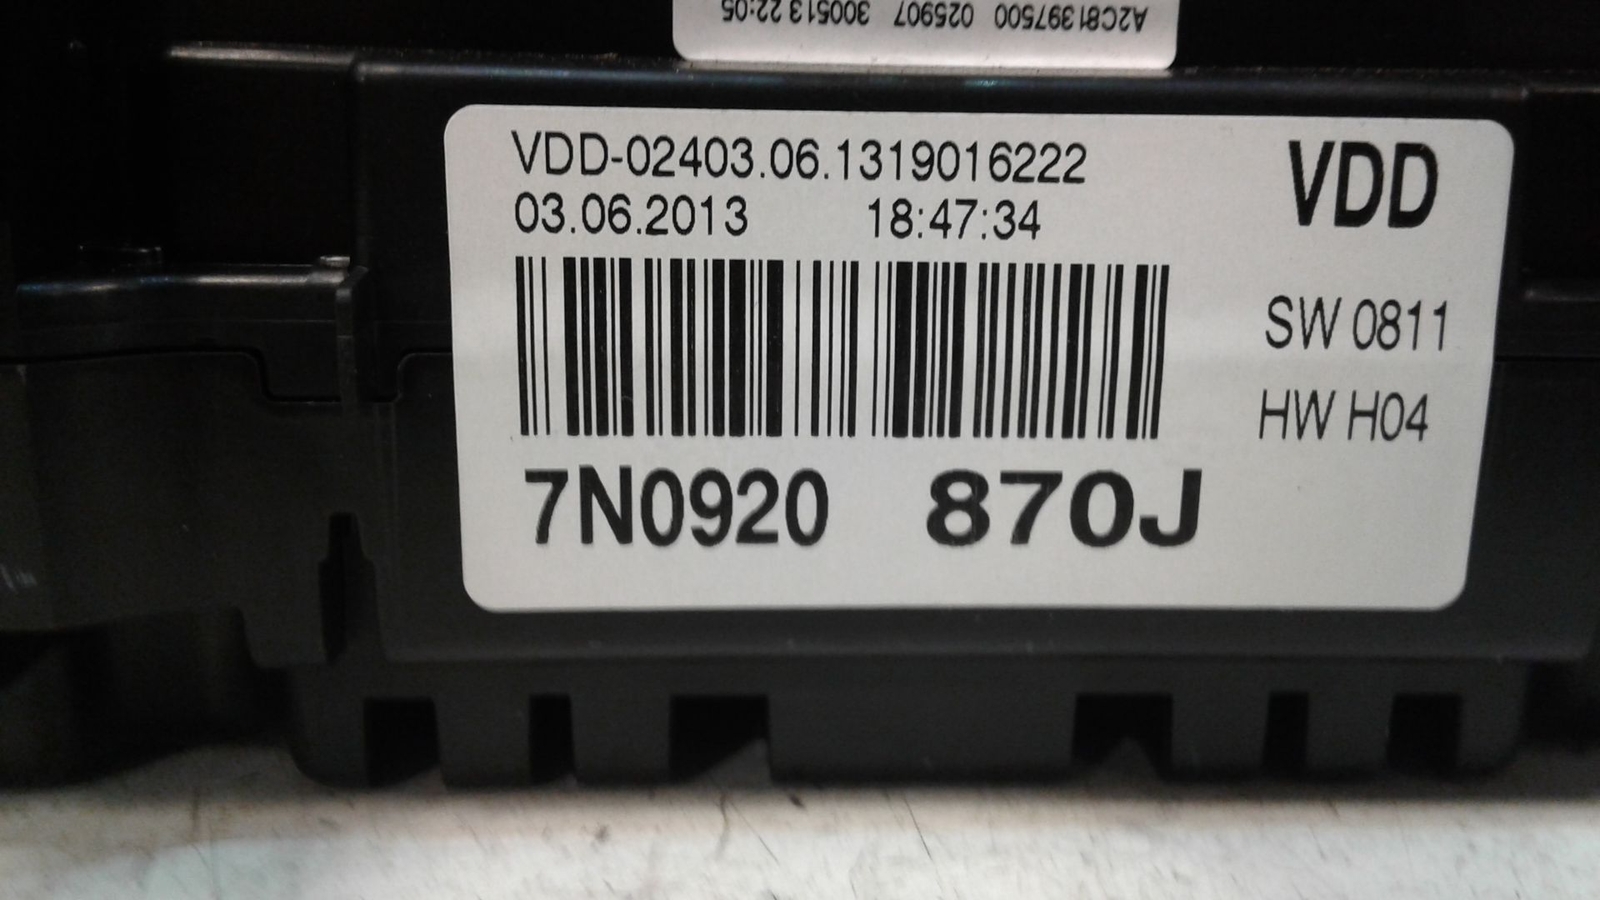 A2C81397500 025907 300513 22:05
VDD-02403.06.1319016222
03.06.2013 18:47:34
VDD
SW 0811
HW H04
7N0920 870J